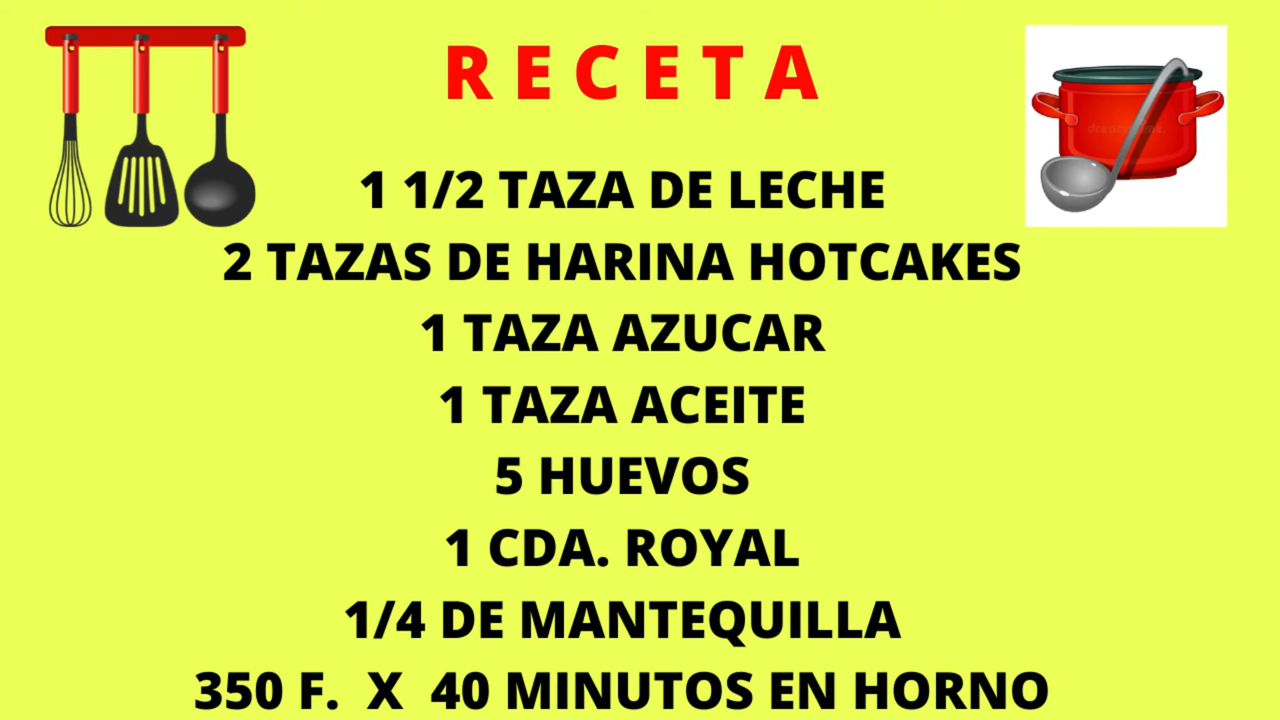 R E C E T A
1 1/2 TAZA DE LECHE
2 TAZAS DE HARINA HOTCAKES
1 TAZA AZUCAR
1 TAZA ACEITE
5 HUEVOS
1 CDA. ROYAL
1/4 DE MANTEQUILLA
350 F. X 40 MINUTOS EN HORNO